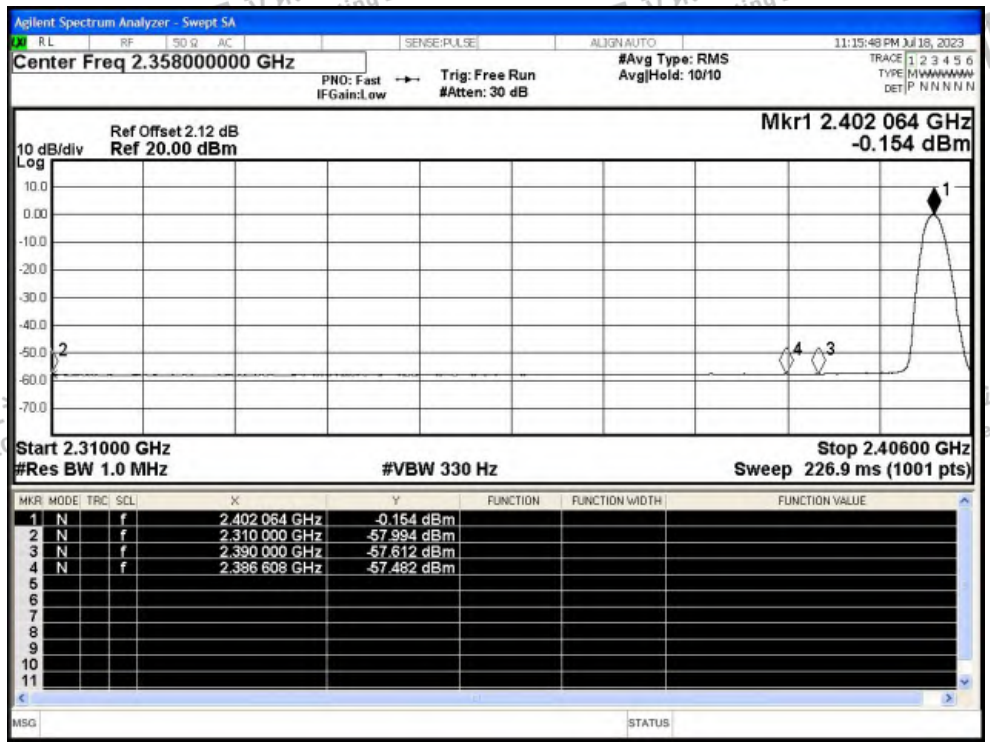 Agilent Spectrum Analyzer - Swept SA
RL RF 50 Ω AC SENSE:PULSE ALIGN AUTO 11:15:48 PM Jul 18, 2023
Center Freq 2.358000000 GHz #Avg Type: RMS TRACE 1 2 3 4 5 6
PNO: Fast Trig: Free Run Avg|Hold: 10/10 TYPE MWWWWW
IFGain:Low #Atten: 30 dB DET P N N N N N
Ref Offset 2.12 dB Mkr1 2.402 064 GHz
10 dB/div Ref 20.00 dBm -0.154 dBm
Log
10.0
1
0.00
-10.0
-20.0
-30.0
-40.0
-50.0 2 4 3
-60.0
-70.0
Start 2.31000 GHz Stop 2.40600 GHz
#Res BW 1.0 MHz #VBW 330 Hz Sweep 226.9 ms (1001 pts)
MKR MODE TRC SCL X Y FUNCTION FUNCTION WIDTH FUNCTION VALUE
1 N f 2.402 064 GHz -0.154 dBm
2 N f 2.310 000 GHz -57.994 dBm
3 N f 2.390 000 GHz -57.612 dBm
4 N f 2.386 608 GHz -57.482 dBm
5
6
7
8
9
10
11
MSG STATUS